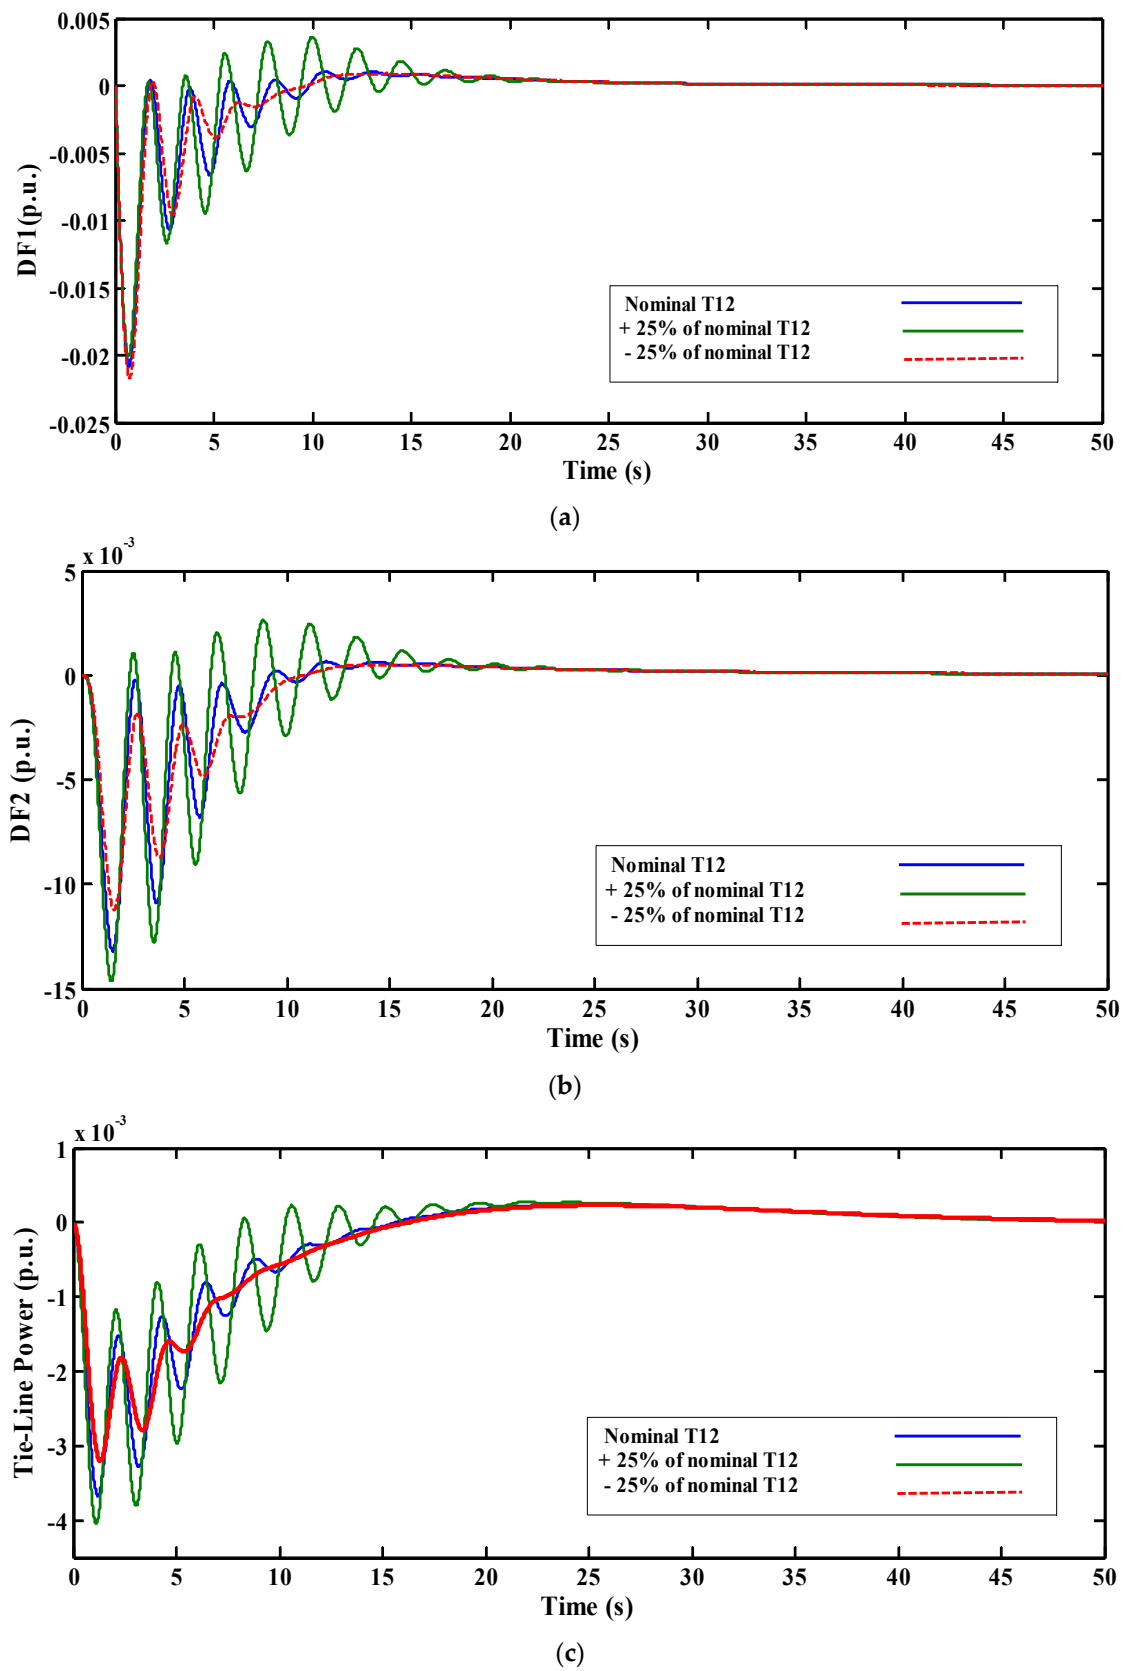 0.005
0
-0.005
-0.01
-0.015
-0.02
-0.025
DF1(p.u.)
Nominal T12
+ 25% of nominal T12
- 25% of nominal T12
0 5 10 15 20 25 30 35 40 45 50
Time (s)
(a)
x 10-3
5
0
-5
-10
-15
DF2 (p.u.)
Nominal T12
+ 25% of nominal T12
- 25% of nominal T12
0 5 10 15 20 25 30 35 40 45 50
Time (s)
(b)
x 10-3
1
0
-1
-2
-3
-4
Tie-Line Power (p.u.)
Nominal T12
+ 25% of nominal T12
- 25% of nominal T12
0 5 10 15 20 25 30 35 40 45 50
Time (s)
(c)